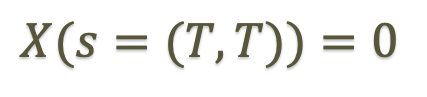 X(s = (T, T)) = 0